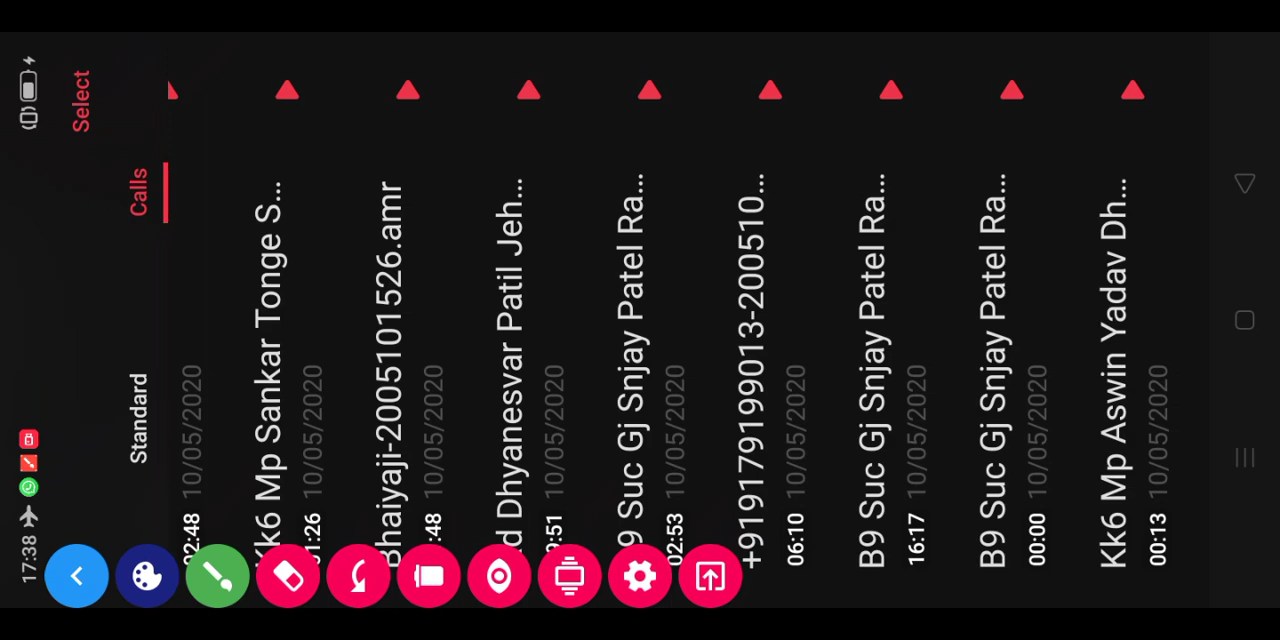 17:38
Select
Standard
Calls
02:48 10/05/2020
Kk6 Mp Sankar Tonge S...
01:26 10/05/2020
Bhaiyaji-2005101526.amr
:48 10/05/2020
d Dhyanesvar Patil Jeh...
:51 10/05/2020
9 Suc Gj Snjay Patel Ra...
02:53 10/05/2020
+919179199013-200510...
06:10 10/05/2020
B9 Suc Gj Snjay Patel Ra...
16:17 10/05/2020
B9 Suc Gj Snjay Patel Ra...
00:00 10/05/2020
Kk6 Mp Aswin Yadav Dh...
00:13 10/05/2020